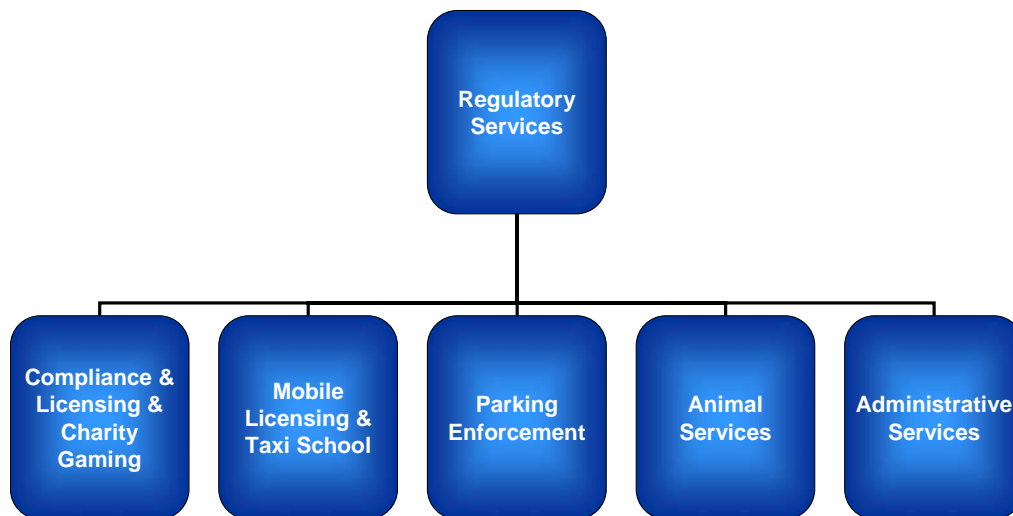 Regulatory
Services
Compliance &
Licensing &
Charity
Gaming
Mobile
Licensing &
Taxi School
Parking
Enforcement
Animal
Services
Administrative
Services